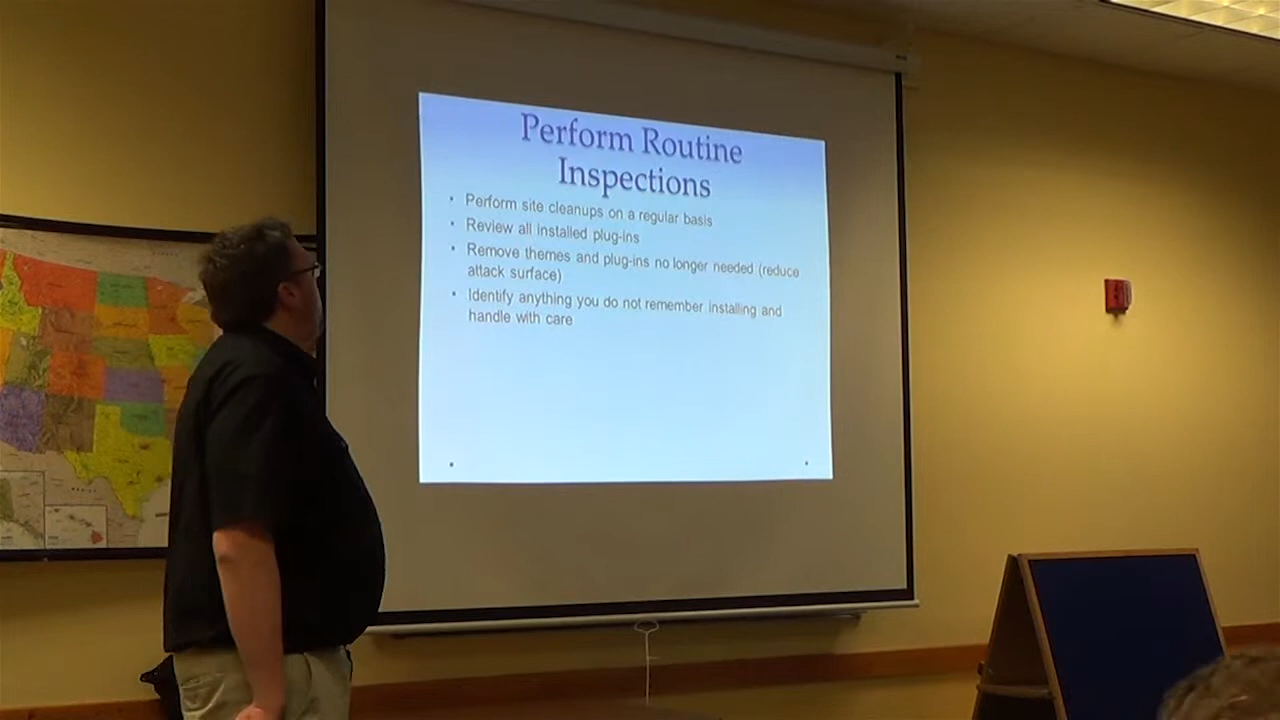 Perform Routine
Inspections
• Perform site cleanups on a regular basis
• Review all installed plug-ins
• Remove themes and plug-ins no longer needed (reduce
attack surface)
• Identify anything you do not remember installing and
handle with care